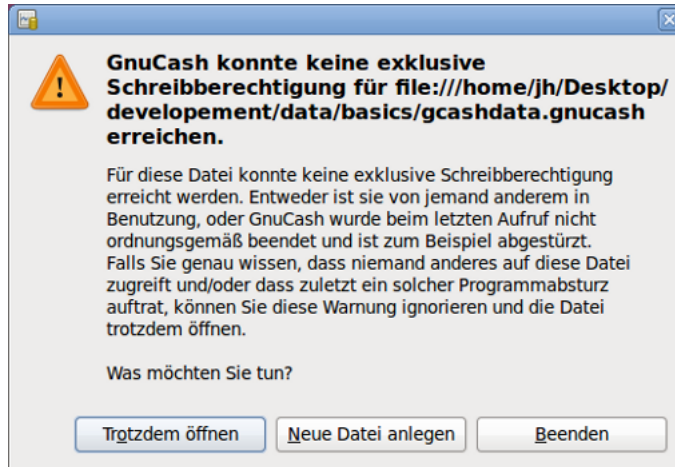 GnuCash konnte keine exklusive
Schreibberechtigung für file:///home/jh/Desktop/
developement/data/basics/gcashdata.gnucash
erreichen.
Für diese Datei konnte keine exklusive Schreibberechtigung
erreicht werden. Entweder ist sie von jemand anderem in
Benutzung, oder GnuCash wurde beim letzten Aufruf nicht
ordnungsgemäß beendet und ist zum Beispiel abgestürzt.
Falls Sie genau wissen, dass niemand anderes auf diese Datei
zugreift und/oder dass zuletzt ein solcher Programmabsturz
auftrat, können Sie diese Warnung ignorieren und die Datei
trotzdem öffnen.
Was möchten Sie tun?
Trotzdem öffnen Neue Datei anlegen Beenden